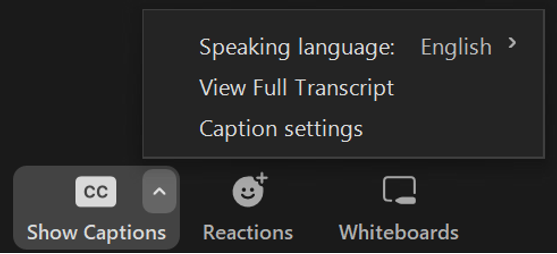 Speaking language: English
View Full Transcript
Caption settings
CC
Show Captions Reactions Whiteboards